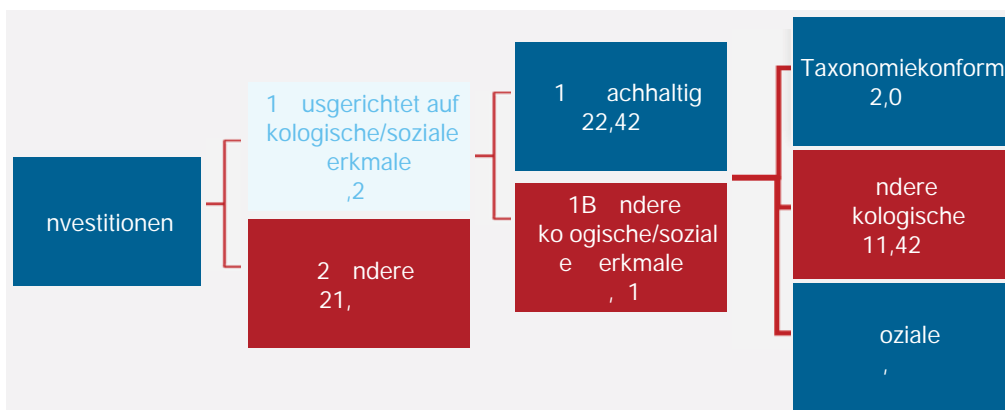 nvestitionen
1 usgerichtet auf
kologische/soziale
erkmale
,2
2 ndere
21,
1 achhaltig
22,42
1B ndere
ko ogische/sozial
e erkmale
, 1
Taxonomiekonform
2,0
ndere
kologische
11,42
oziale
,